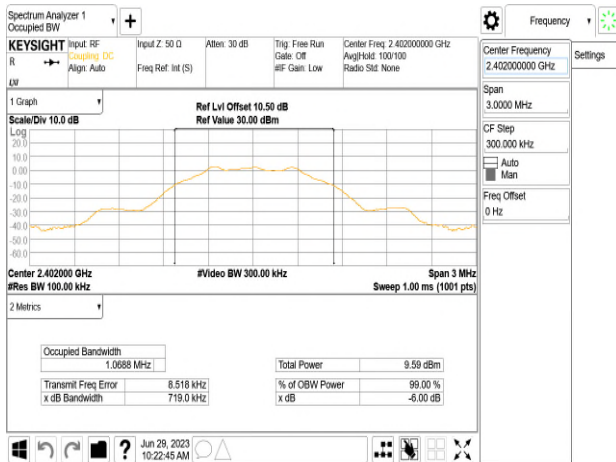 Spectrum Analyzer 1
Occupied BW
Frequency
KEYSIGHT Input: RF Input Z: 50 Ω Atten: 30 dB Trig: Free Run Center Freq: 2.402000000 GHz
R Coupling: DC Gate: Off Avg|Hold: 100/100
Align: Auto Freq Ref: Int (S) #IF Gain: Low Radio Std: None
LXI
Center Frequency
2.402000000 GHz
Settings
Span
3.0000 MHz
CF Step
300.000 kHz
Auto
Man
Freq Offset
0 Hz
1 Graph
Ref Lvl Offset 10.50 dB
Scale/Div 10.0 dB Ref Value 30.00 dBm
Log
20.0
10.0
0.00
-10.0
-20.0
-30.0
-40.0
-50.0
-60.0
Center 2.402000 GHz #Video BW 300.00 kHz Span 3 MHz
#Res BW 100.00 kHz Sweep 1.00 ms (1001 pts)
2 Metrics
Occupied Bandwidth
1.0688 MHz Total Power 9.59 dBm
Transmit Freq Error 8.518 kHz % of OBW Power 99.00 %
x dB Bandwidth 719.0 kHz x dB -6.00 dB
?
Jun 29, 2023
10:22:45 AM